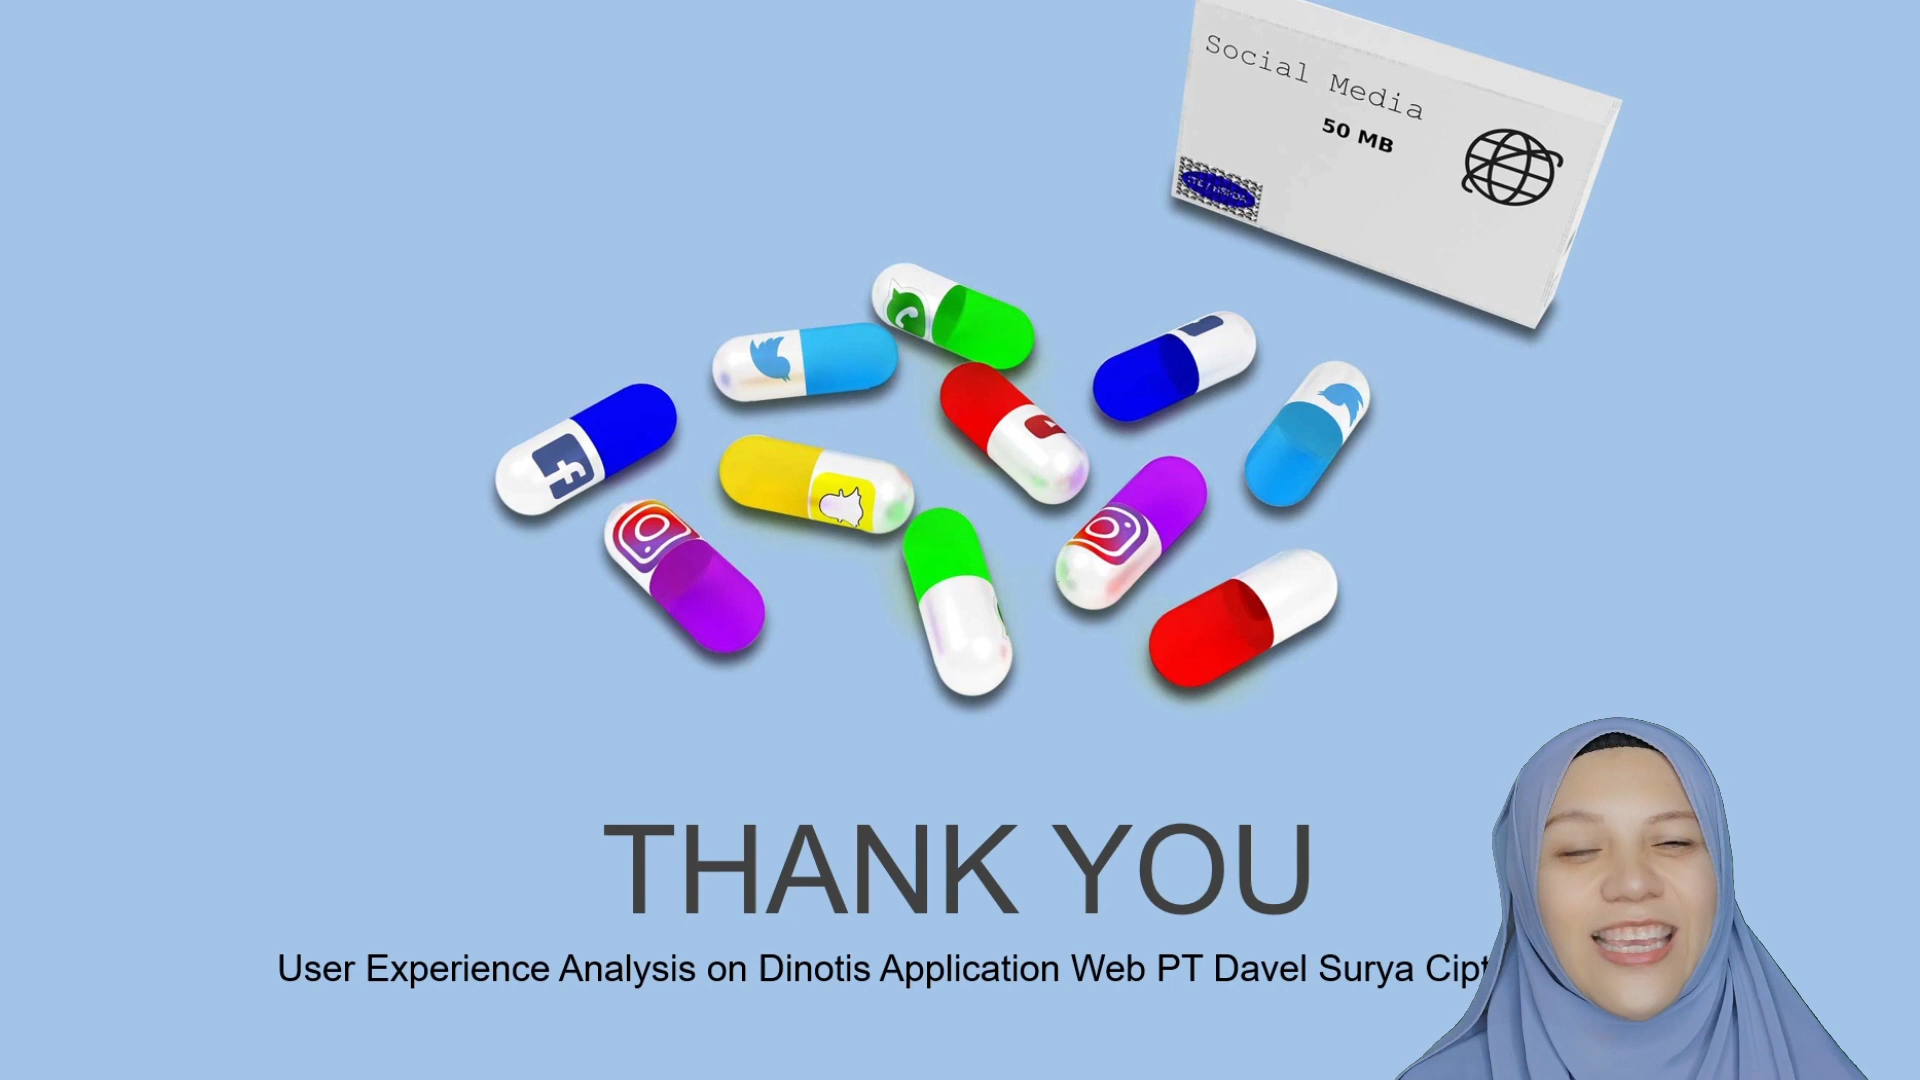 Social Media
50 MB
THANK YOU
User Experience Analysis on Dinotis Application Web PT Davel Surya Cipt